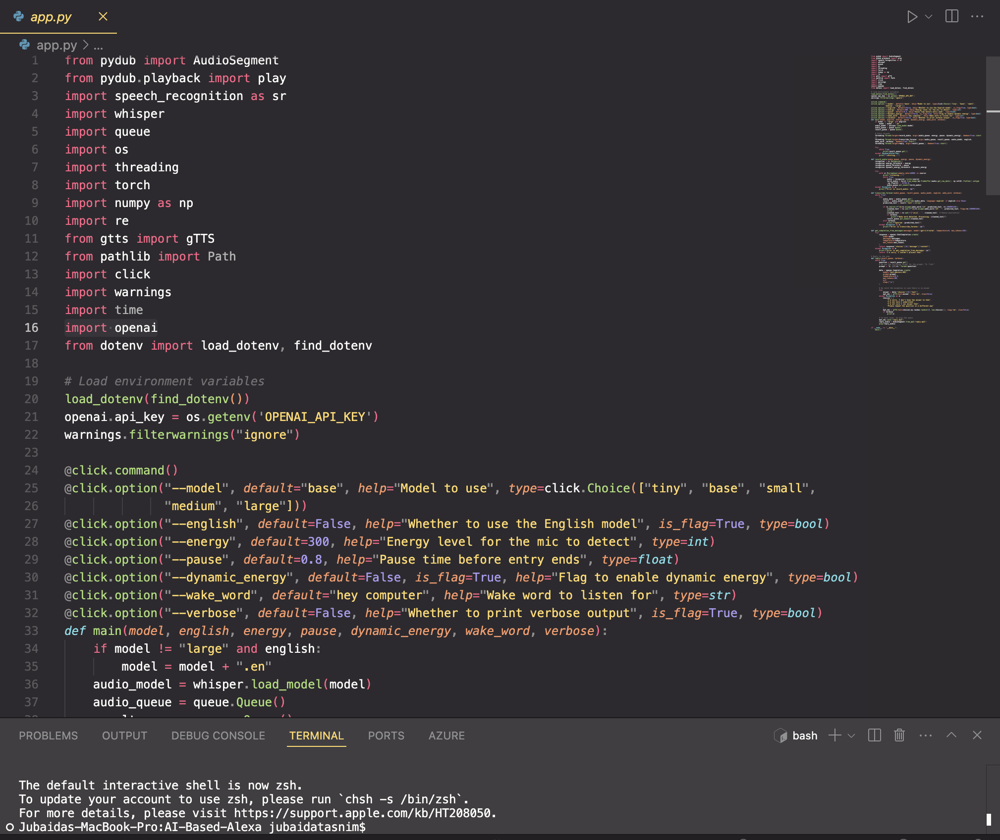 app.py
app.py > ...
1 from pydub import AudioSegment
2 from pydub.playback import play
3 import speech_recognition as sr
4 import whisper
5 import queue
6 import os
7 import threading
8 import torch
9 import numpy as np
10 import re
11 from gtts import gTTS
12 from pathlib import Path
13 import click
14 import warnings
15 import time
16 import openai
17 from dotenv import load_dotenv, find_dotenv
18
19 # Load environment variables
20 load_dotenv(find_dotenv())
21 openai.api_key = os.getenv('OPENAI_API_KEY')
22 warnings.filterwarnings("ignore")
23
24 @click.command()
25 @click.option("--model", default="base", help="Model to use", type=click.Choice(["tiny", "base", "small",
26 "medium", "large"]))
27 @click.option("--english", default=False, help="Whether to use the English model", is_flag=True, type=bool)
28 @click.option("--energy", default=300, help="Energy level for the mic to detect", type=int)
29 @click.option("--pause", default=0.8, help="Pause time before entry ends", type=float)
30 @click.option("--dynamic_energy", default=False, is_flag=True, help="Flag to enable dynamic energy", type=bool)
31 @click.option("--wake_word", default="hey computer", help="Wake word to listen for", type=str)
32 @click.option("--verbose", default=False, help="Whether to print verbose output", is_flag=True, type=bool)
33 def main(model, english, energy, pause, dynamic_energy, wake_word, verbose):
34 if model != "large" and english:
35 model = model + ".en"
36 audio_model = whisper.load_model(model)
37 audio_queue = queue.Queue()
PROBLEMS OUTPUT DEBUG CONSOLE TERMINAL PORTS AZURE bash
The default interactive shell is now zsh.
To update your account to use zsh, please run `chsh -s /bin/zsh`.
For more details, please visit https://support.apple.com/kb/HT208050.
Jubaidas-MacBook-Pro:AI-Based-Alexa jubaidatasnim$